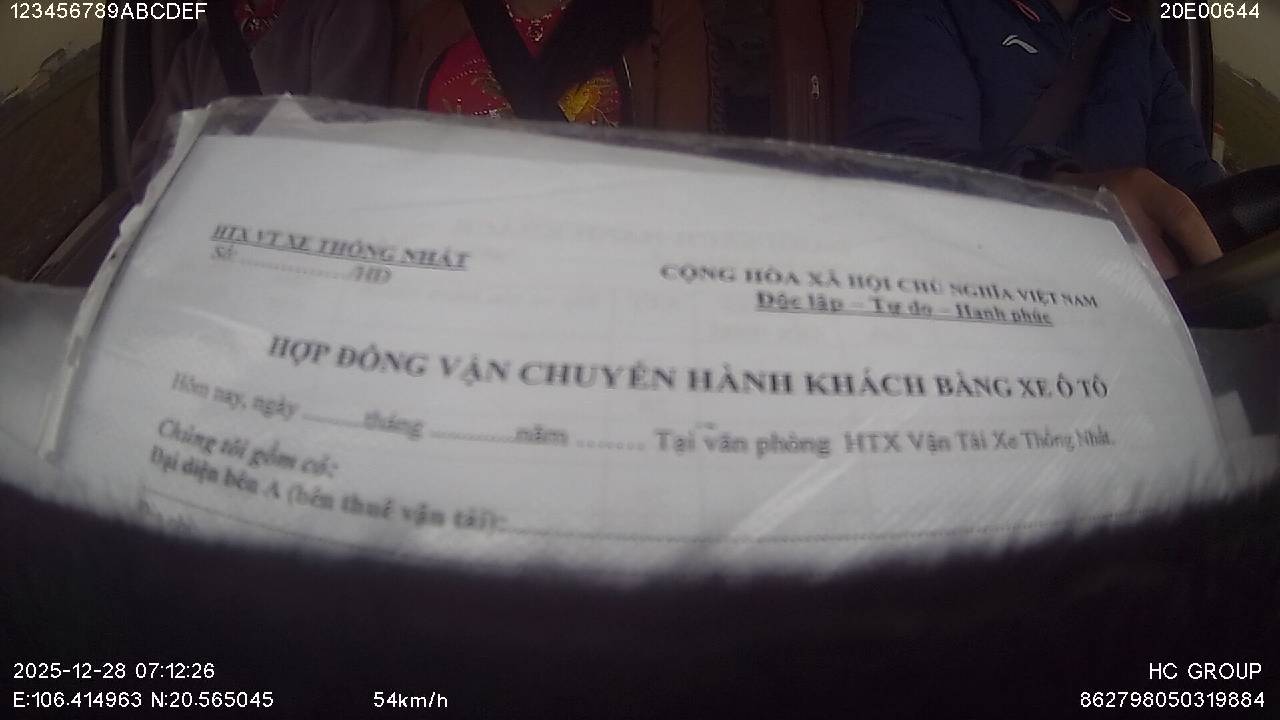 123456789ABCDEF
20E00644
HTX VT XE THỐNG NHẤT
Số: ......................./HĐ
CỘNG HÒA XÃ HỘI CHỦ NGHĨA VIỆT NAM
Độc lập – Tự do – Hạnh phúc
HỢP ĐỒNG VẬN CHUYỂN HÀNH KHÁCH BẰNG XE Ô TÔ
Hôm nay, ngày ..........tháng ..............năm ....... Tại văn phòng HTX Vận Tải Xe Thống Nhất.
Chúng tôi gồm có:
Đại diện bên A (bên thuê vận tải):
2025-12-28 07:12:26
HC GROUP
E:106.414963 N:20.565045
54km/h
862798050319884